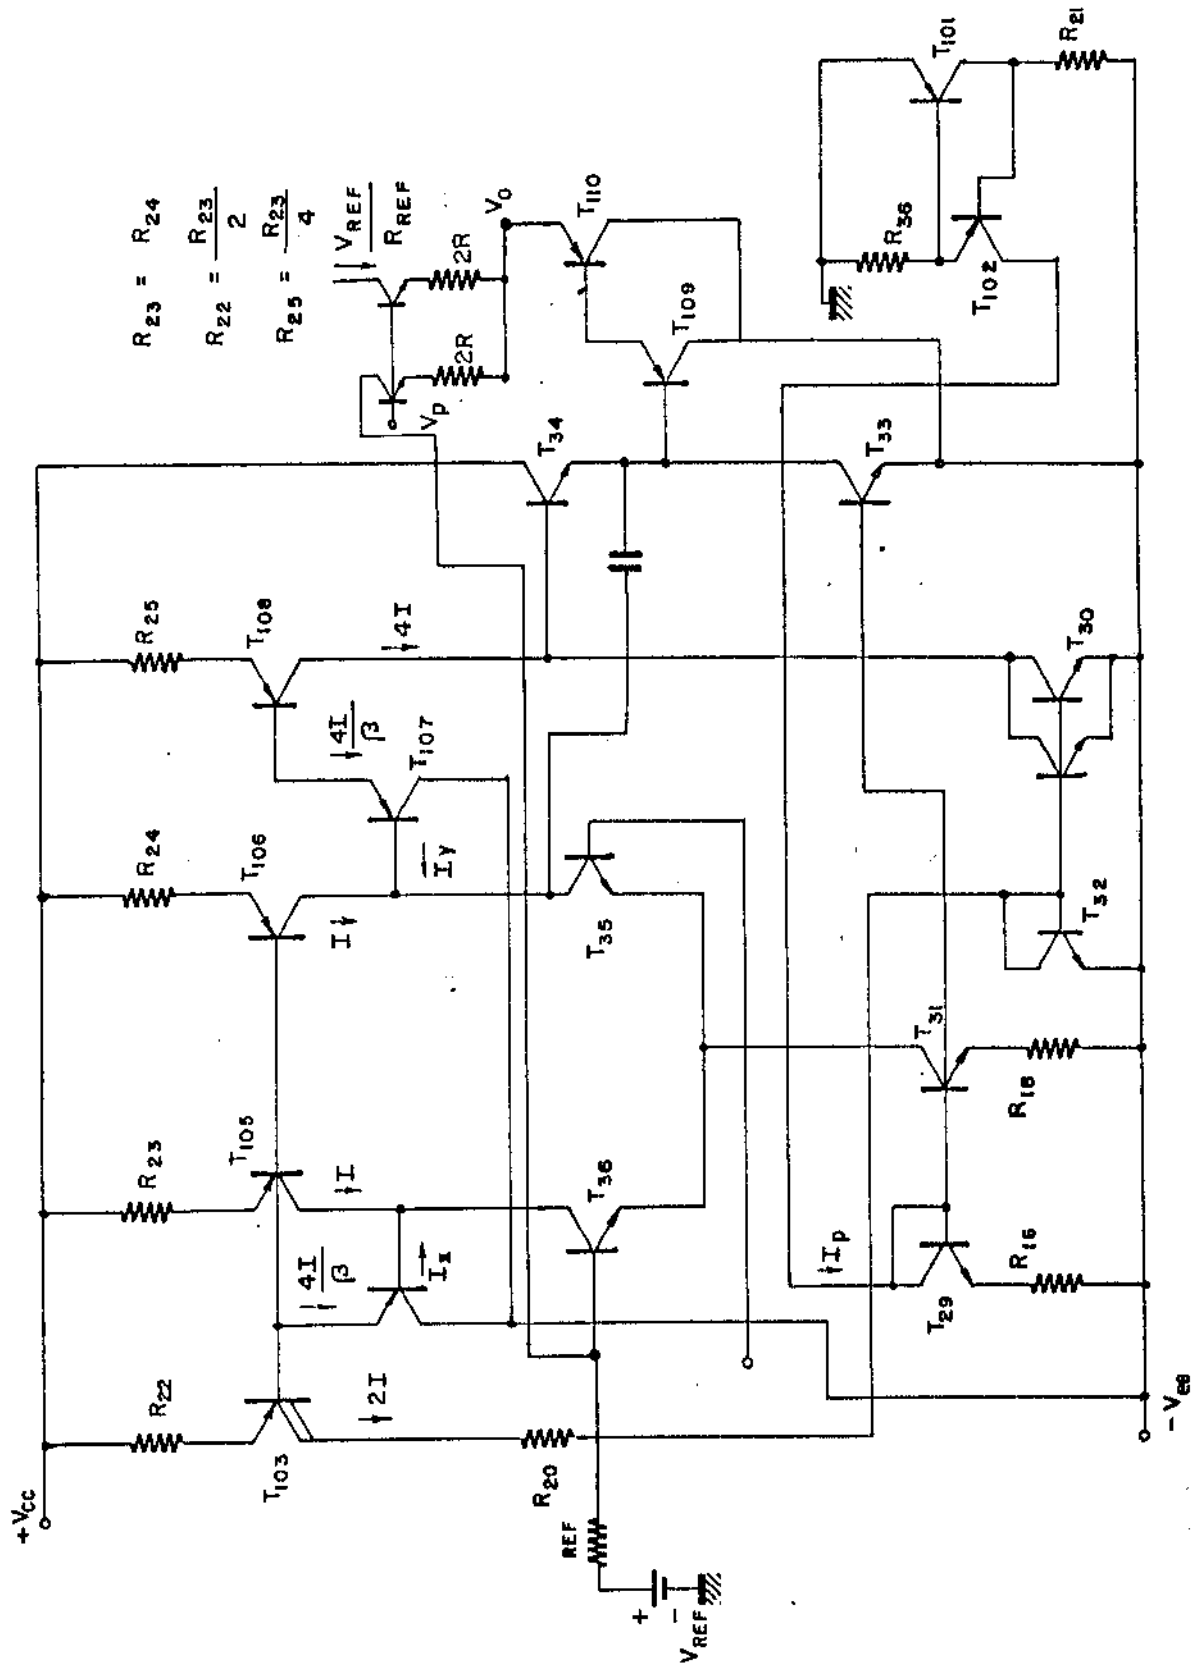 +Vcc
R22
R23
R24
R25
R23 = R24
R22 = R23/2
R25 = R23/4
T103
T105
T106
T108
2I
4I/β
Ix
I
I
Iy
4I/β
T107
4I
VREF/RREF
Vp
2R
2R
Vo
R20
REF
+
-
VREF
T36
T35
T34
T109
T110
Ip
T29
R16
T31
R18
T32
T30
T33
T102
R36
T101
R21
-Vee